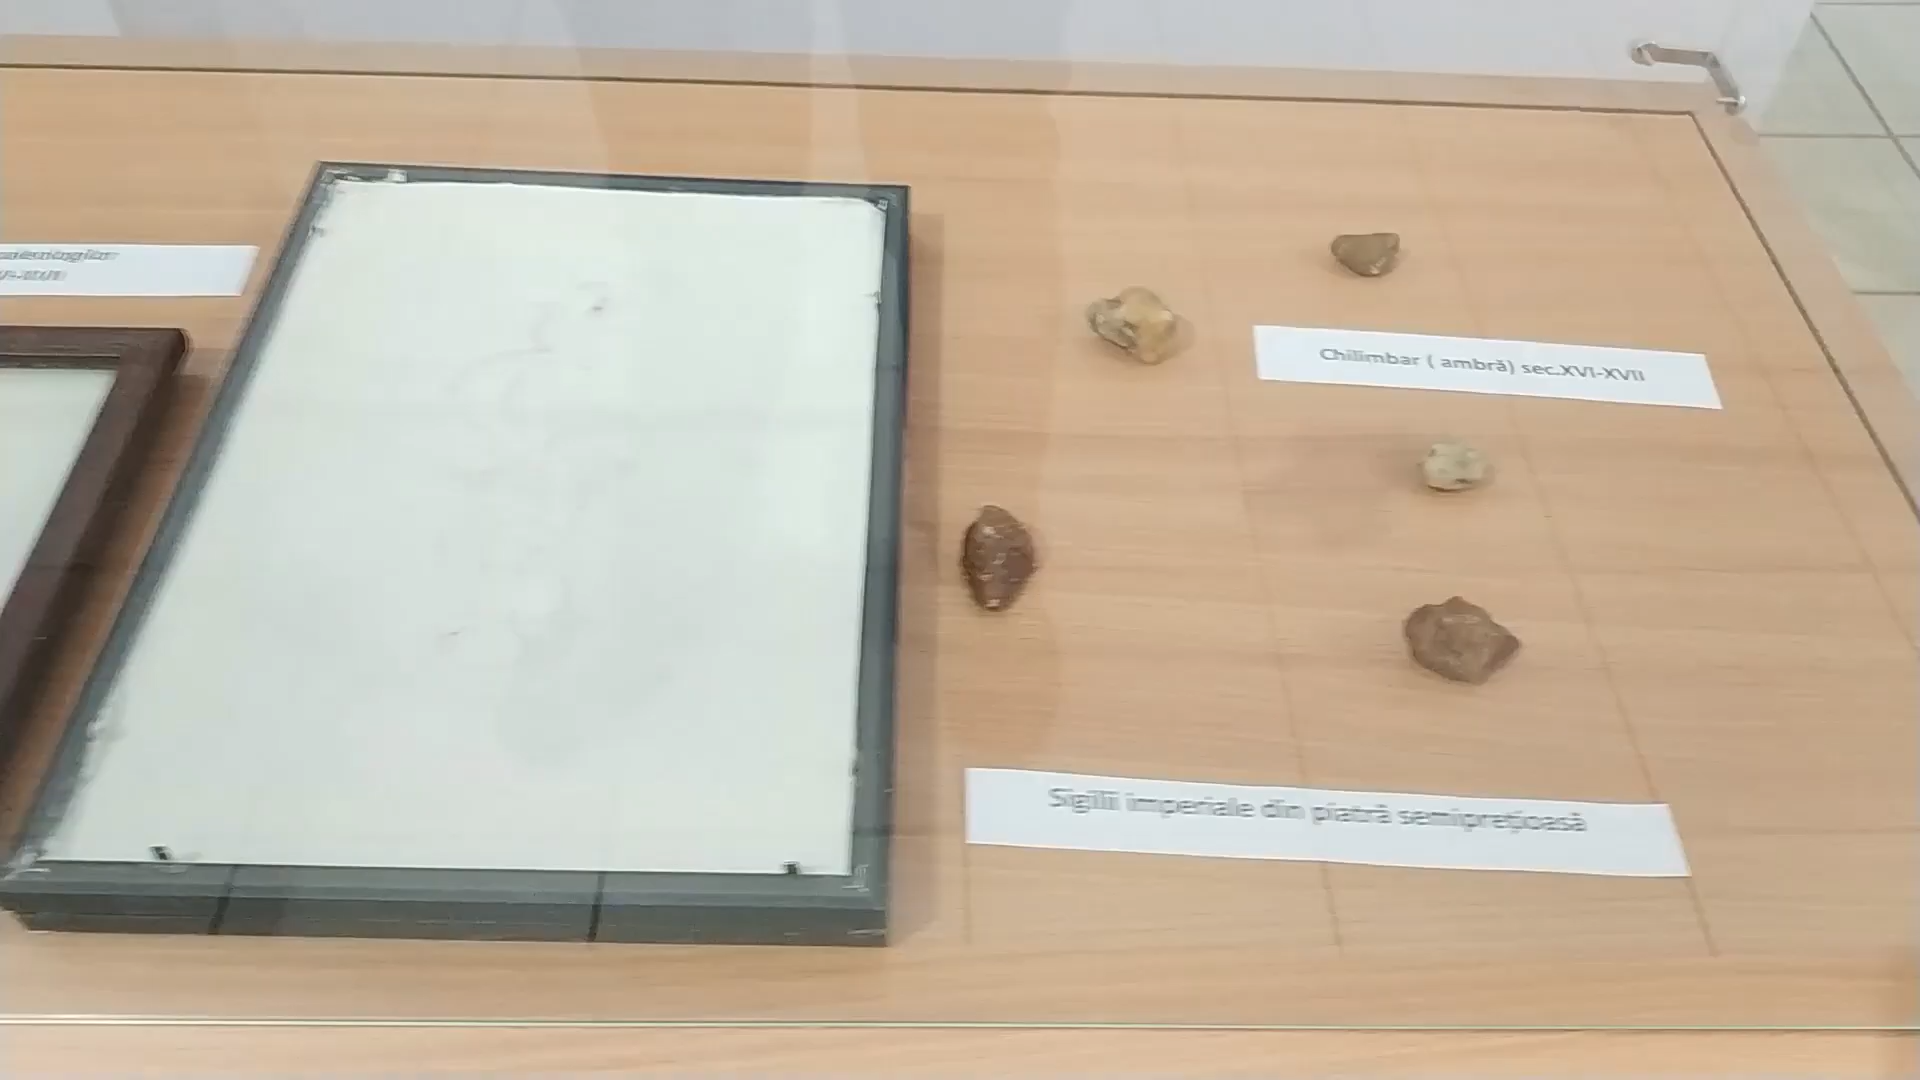 Chilimbar ( ambră) sec.XVI-XVII
Sigilii imperiale din piatră semiprețioasă